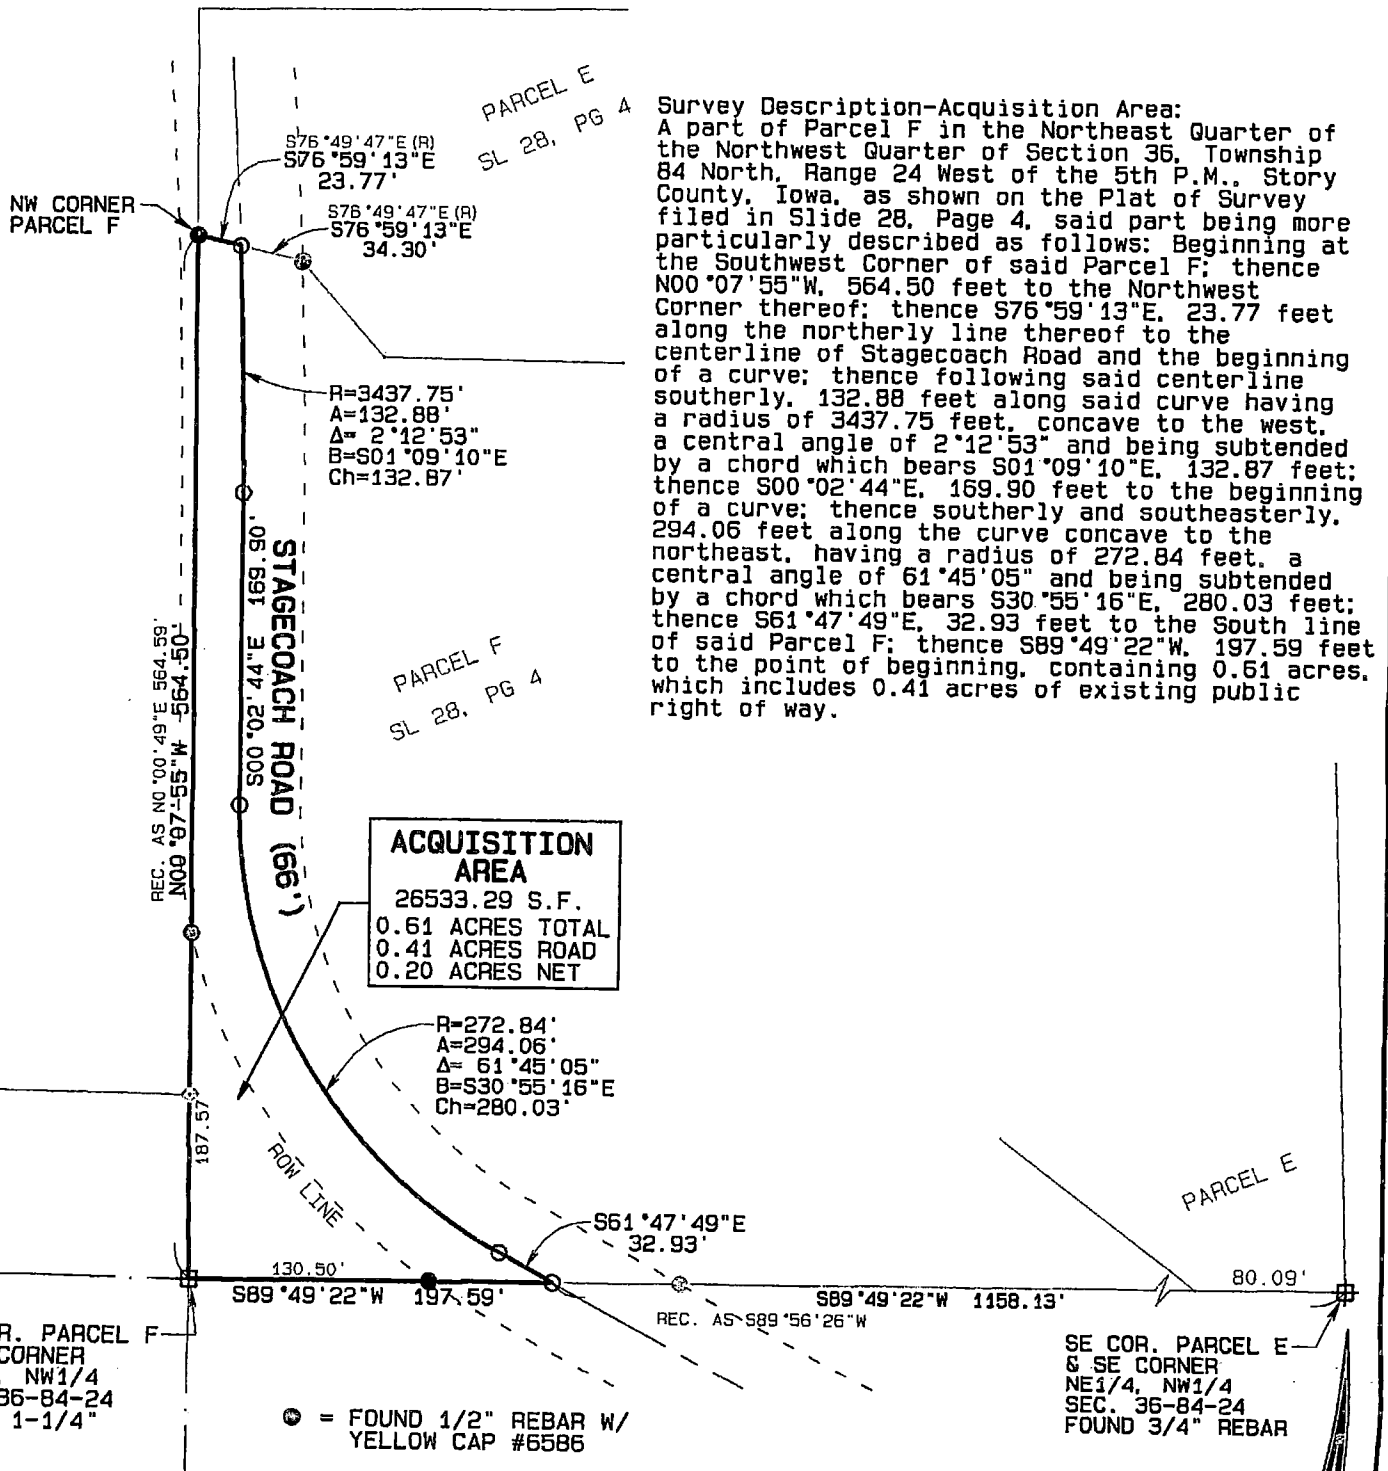 PARCEL E
SL 28, PG 4
S76°49'47"E (R)
S76°59'13"E
23.77'
S76°49'47"E (R)
S76°59'13"E
34.30'
NW CORNER
PARCEL F
Survey Description-Acquisition Area:
A part of Parcel F in the Northeast Quarter of
the Northwest Quarter of Section 36, Township
84 North, Range 24 West of the 5th P.M., Story
County, Iowa, as shown on the Plat of Survey
filed in Slide 28, Page 4, said part being more
particularly described as follows: Beginning at
the Southwest Corner of said Parcel F; thence
N00°07'55"W, 564.50 feet to the Northwest
Corner thereof; thence S76°59'13"E, 23.77 feet
along the northerly line thereof to the
centerline of Stagecoach Road and the beginning
of a curve; thence following said centerline
southerly, 132.88 feet along said curve having
a radius of 3437.75 feet, concave to the west,
a central angle of 2°12'53" and being subtended
by a chord which bears S01°09'10"E, 132.87 feet;
thence S00°02'44"E, 169.90 feet to the beginning
of a curve; thence southerly and southeasterly,
294.06 feet along the curve concave to the
northeast, having a radius of 272.84 feet, a
central angle of 61°45'05" and being subtended
by a chord which bears S30°55'16"E, 280.03 feet;
thence S61°47'49"E, 32.93 feet to the South line
of said Parcel F; thence S89°49'22"W, 197.59 feet
to the point of beginning, containing 0.61 acres,
which includes 0.41 acres of existing public
right of way.
R=3437.75'
A=132.88'
Δ= 2°12'53"
B=S01°09'10"E
Ch=132.87'
REC. AS N0°00'49"E 564.59'
N00°07'55"W 564.50'
S00°02'44"E 169.90'
STAGECOACH ROAD (66')
PARCEL F
SL 28, PG 4
ACQUISITION
AREA
26533.29 S.F.
0.61 ACRES TOTAL
0.41 ACRES ROAD
0.20 ACRES NET
R=272.84'
A=294.06'
Δ= 61°45'05"
B=S30°55'16"E
Ch=280.03'
187.57
ROW LINE
PARCEL E
S61°47'49"E
32.93'
130.50'
S89°49'22"W 197.59'
S89°49'22"W 1158.13'
80.09'
REC. AS S89°56'26"W
R. PARCEL F
CORNER
NW1/4
36-84-24
1-1/4"
SE COR. PARCEL E
& SE CORNER
NE1/4, NW1/4
SEC. 36-84-24
FOUND 3/4" REBAR
= FOUND 1/2" REBAR W/
YELLOW CAP #6586